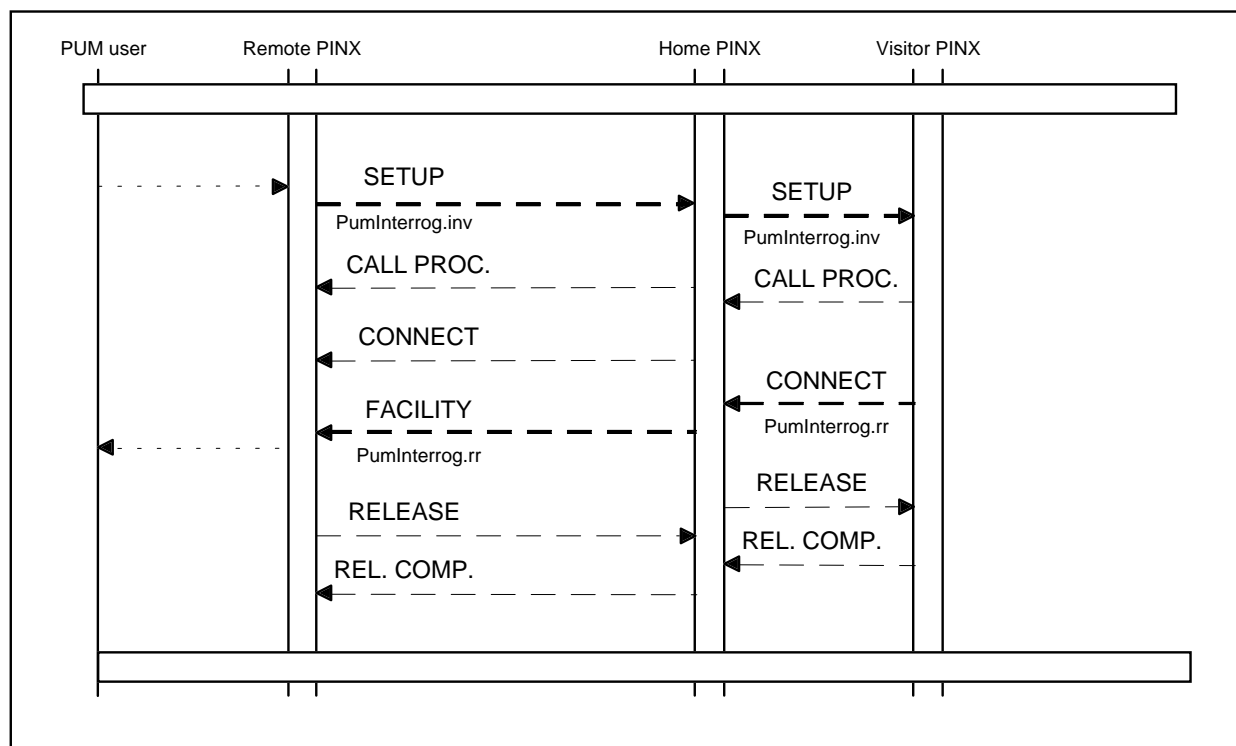 PUM user
Remote PINX
Home PINX
Visitor PINX
SETUP
PumInterrog.inv
SETUP
PumInterrog.inv
CALL PROC.
CALL PROC.
CONNECT
CONNECT
PumInterrog.rr
FACILITY
PumInterrog.rr
RELEASE
RELEASE
REL. COMP.
REL. COMP.